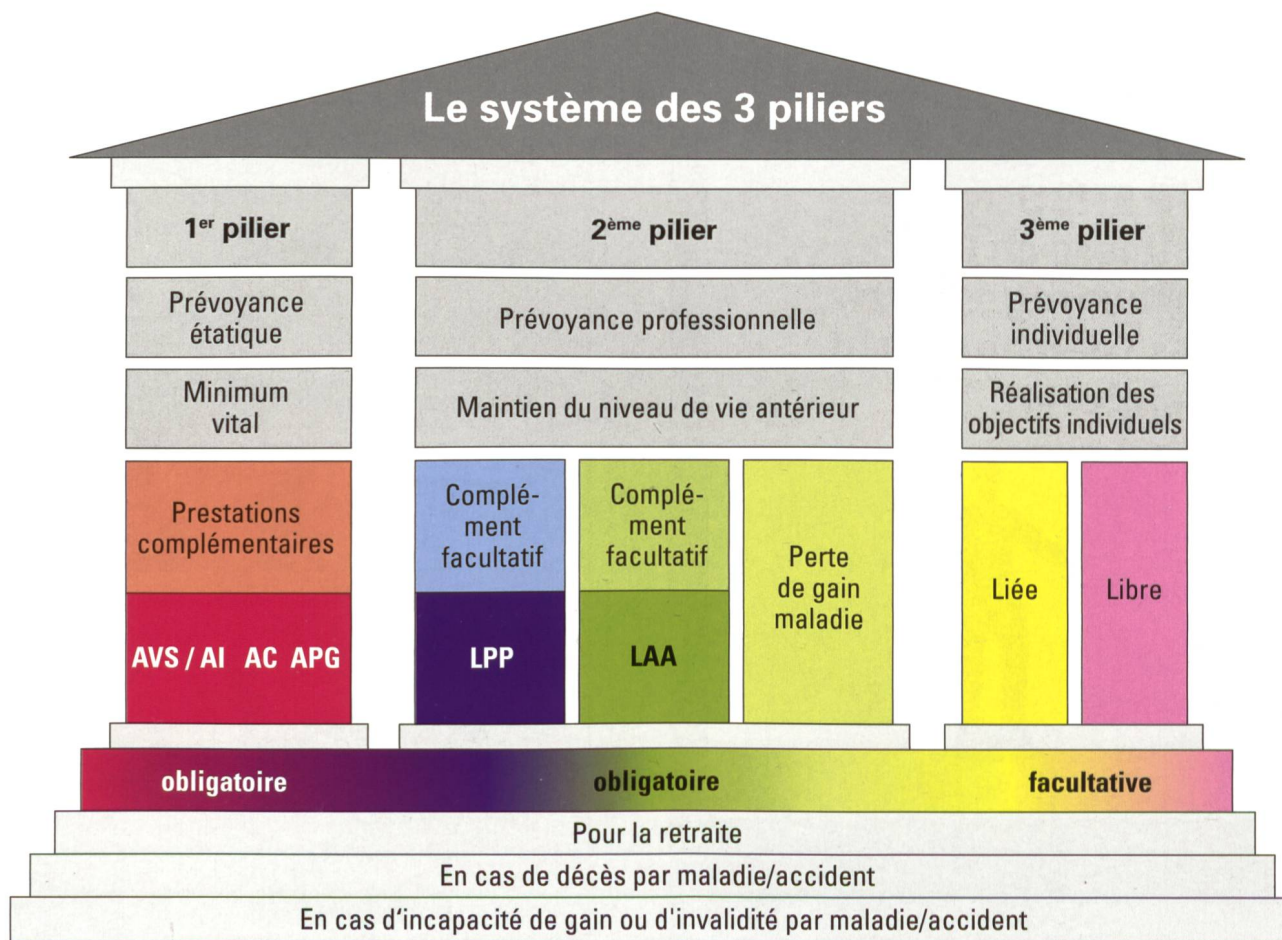 Le système des 3 piliers
1er pilier
2ème pilier
3ème pilier
Prévoyance
étatique
Prévoyance professionnelle
Prévoyance
individuelle
Minimum
vital
Maintien du niveau de vie antérieur
Réalisation des
objectifs individuels
Prestations
complémentaires
Complé-
ment
facultatif
Complé-
ment
facultatif
Perte
de gain
maladie
Liée
Libre
AVS / AI AC APG
LPP
LAA
obligatoire
obligatoire
facultative
Pour la retraite
En cas de décès par maladie/accident
En cas d‘incapacité de gain ou d'invalidité par maladie/accident